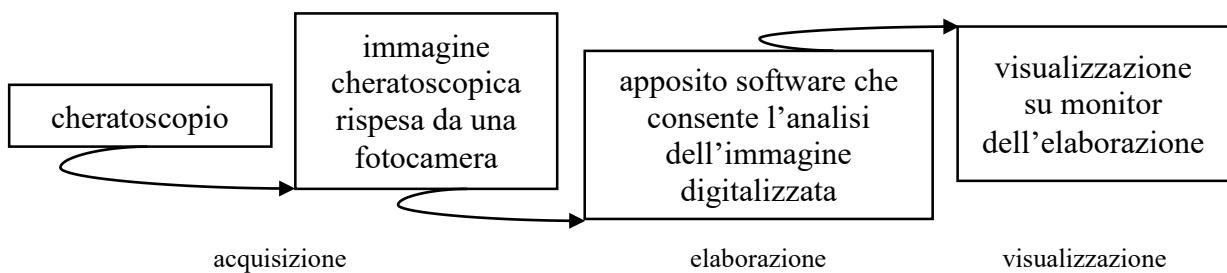 cheratoscopio
immagine
cheratoscopica
rispesa da una
fotocamera
apposito software che
consente l’analisi
dell’immagine
digitalizzata
visualizzazione
su monitor
dell’elaborazione
acquisizione
elaborazione
visualizzazione